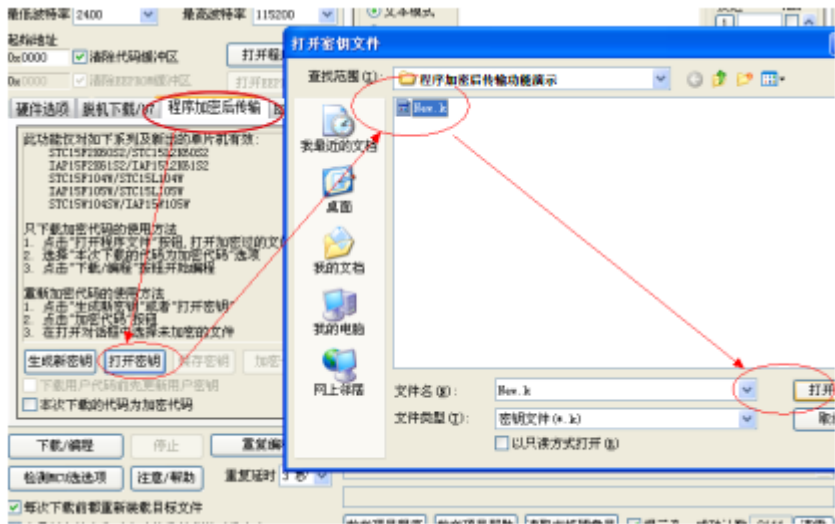 最低波特率 2400 最高波特率 115200 文本模式
起始地址
0x0000 清除代码缓冲区 打开程
0x0000 清除EEPROM缓冲区 打开EEP
硬件选项 脱机下载/U7 程序加密后传输
此功能仅对如下系列及新出的单片机有效:
STC15F2K60S2/STC15L2K60S2
IAP15F2K61S2/IAP15L2K61S2
STC15F104W/STC15L104W
IAP15F105W/STC15L105W
STC15W104SW/IAP15W105W
只下载加密代码的使用方法
1. 点击"打开程序文件"按钮,打开加密过的文
2. 选择"本次下载的代码为加密代码"选项
3. 点击"下载/编程"按钮开始编程
重新加密代码的使用方法
1. 点击"生成新密钥"或者"打开密钥"
2. 点击"加密代码"按钮
3. 在打开对话框中选择未加密的文件
生成新密钥 打开密钥 保存密钥 加密
下载用户代码前先更新用户密钥
本次下载的代码为加密代码
下载/编程 停止 重复编
检测MCU选项 注意/帮助 重复延时 3 秒
每次下载前都重新装载目标文件
打开密钥文件
查找范围(I): 程序加密后传输功能演示
New.k
我最近的文档
桌面
我的文档
我的电脑
网上邻居
文件名(N): New.k 打开
文件类型(T): 密钥文件(*.k) 取
以只读方式打开(R)